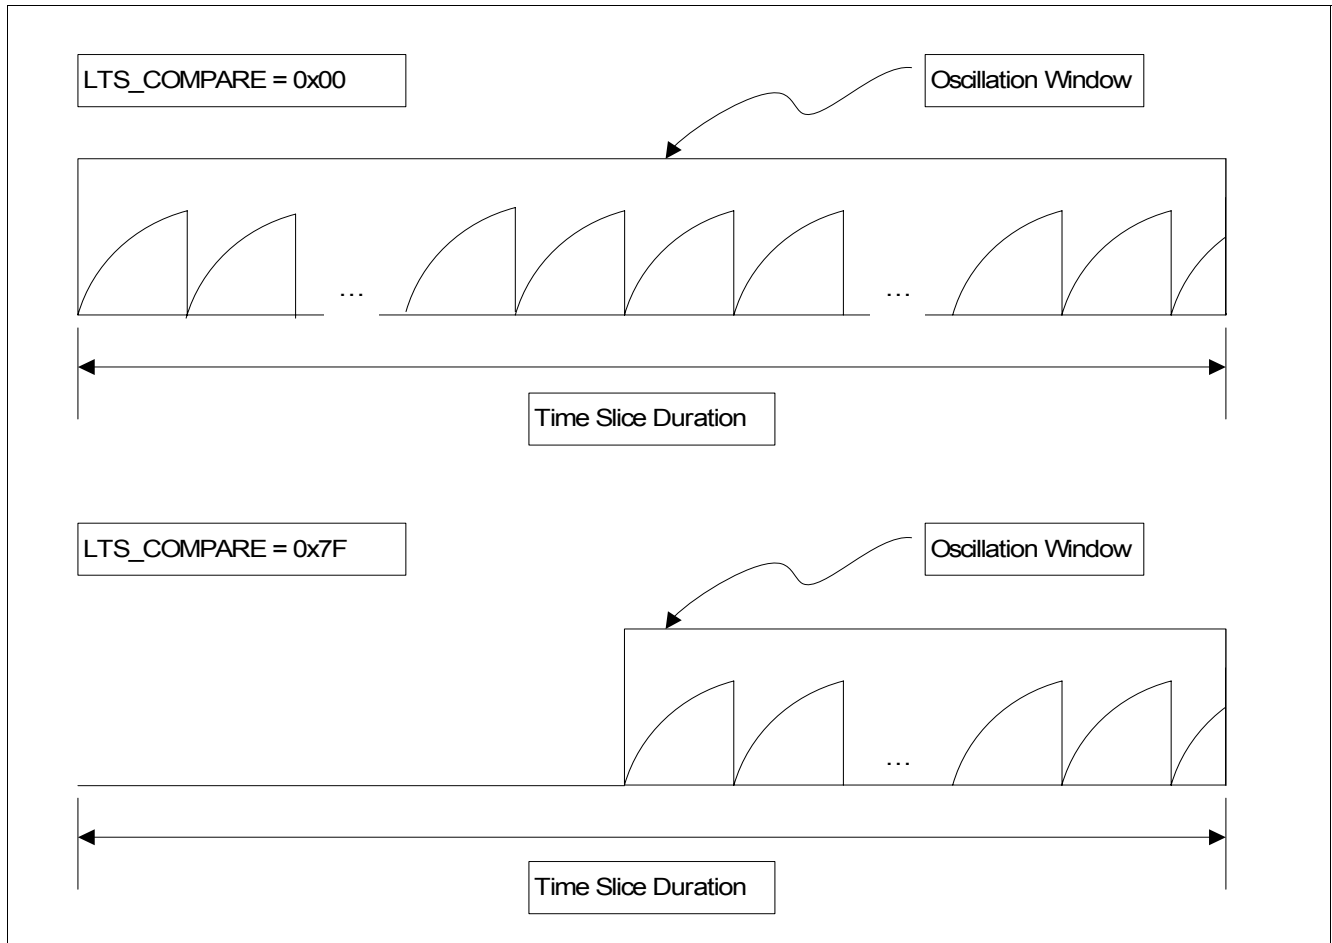 LTS_COMPARE = 0x00
Oscillation Window
... ...
Time Slice Duration
LTS_COMPARE = 0x7F
Oscillation Window
...
Time Slice Duration